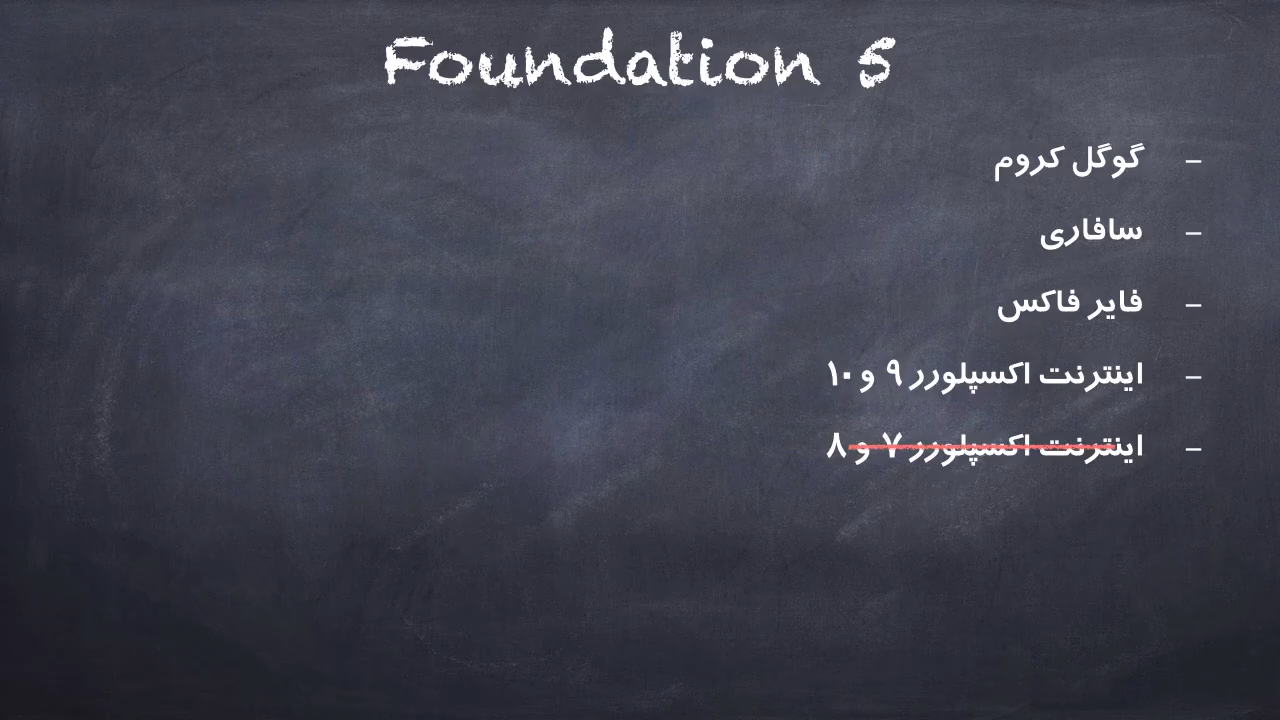 Foundation 5
- گوگل کروم
- سافاری
- فایر فاکس
- اینترنت اکسپلورر ۹ و ۱۰
- اینترنت اکسپلورر ۷ و ۸